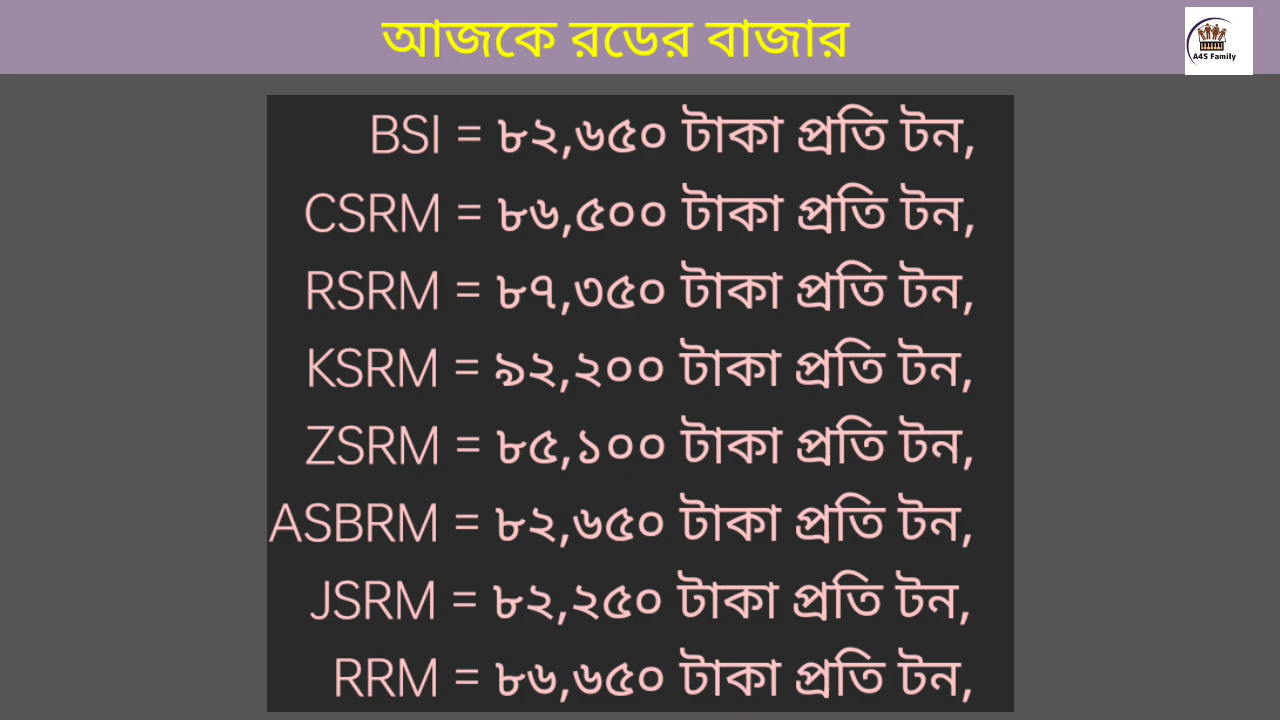 আজকে রডের বাজার
A4S Family
BSI = ৮২,৬৫০ টাকা প্রতি টন,
CSRM = ৮৬,৫০০ টাকা প্রতি টন,
RSRM = ৮৭,৩৫০ টাকা প্রতি টন,
KSRM = ৯২,২০০ টাকা প্রতি টন,
ZSRM = ৮৫,১০০ টাকা প্রতি টন,
ASBRM = ৮২,৬৫০ টাকা প্রতি টন,
JSRM = ৮২,২৫০ টাকা প্রতি টন,
RRM = ৮৬,৬৫০ টাকা প্রতি টন,